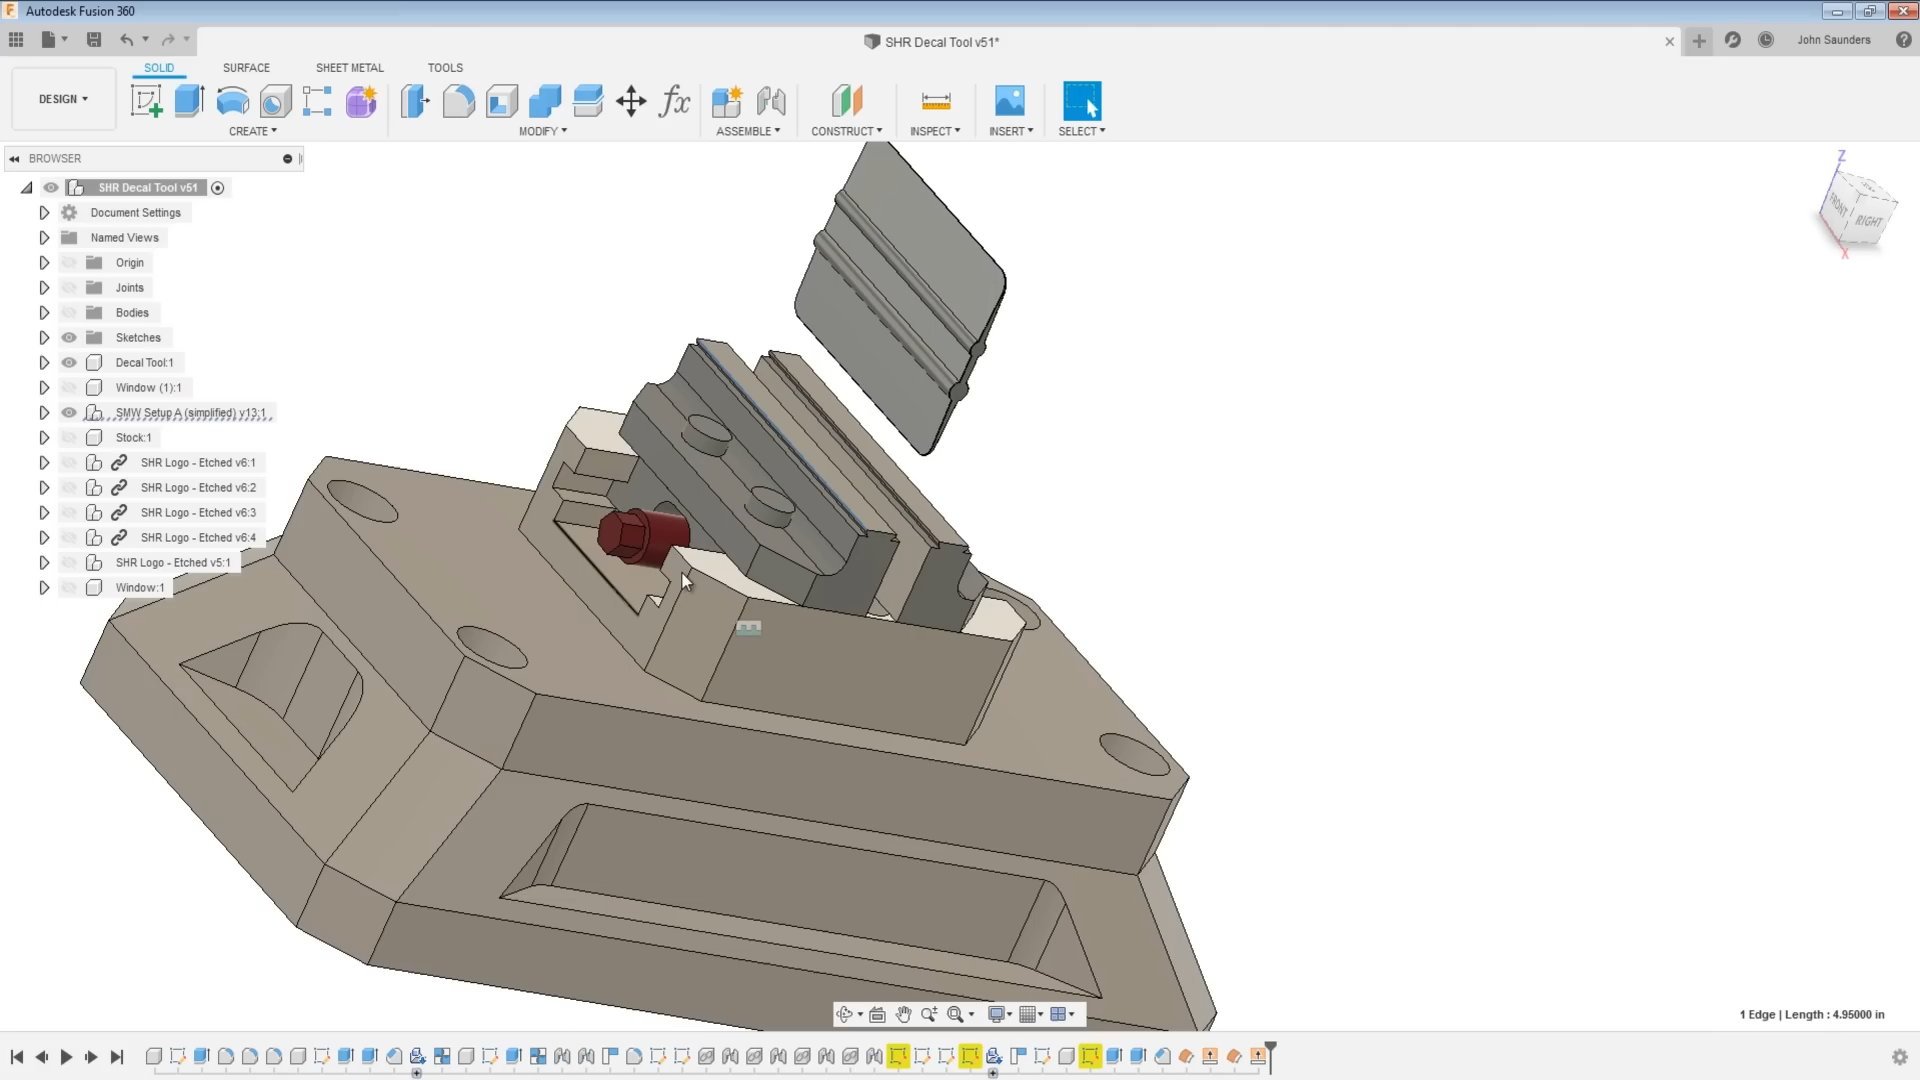 Autodesk Fusion 360
SHR Decal Tool v51*
John Saunders
SOLID
SURFACE
SHEET METAL
TOOLS
DESIGN
fx
CREATE
MODIFY
ASSEMBLE
CONSTRUCT
INSPECT
INSERT
SELECT
BROWSER
SHR Decal Tool v51
Document Settings
Named Views
Origin
Joints
Bodies
Sketches
Decal Tool:1
Window (1):1
SMW Setup A (simplified) v13:1
Stock:1
SHR Logo - Etched v6:1
SHR Logo - Etched v6:2
SHR Logo - Etched v6:3
SHR Logo - Etched v6:4
SHR Logo - Etched v5:1
Window:1
Z
FRONT
RIGHT
X
1 Edge | Length : 4.95000 in